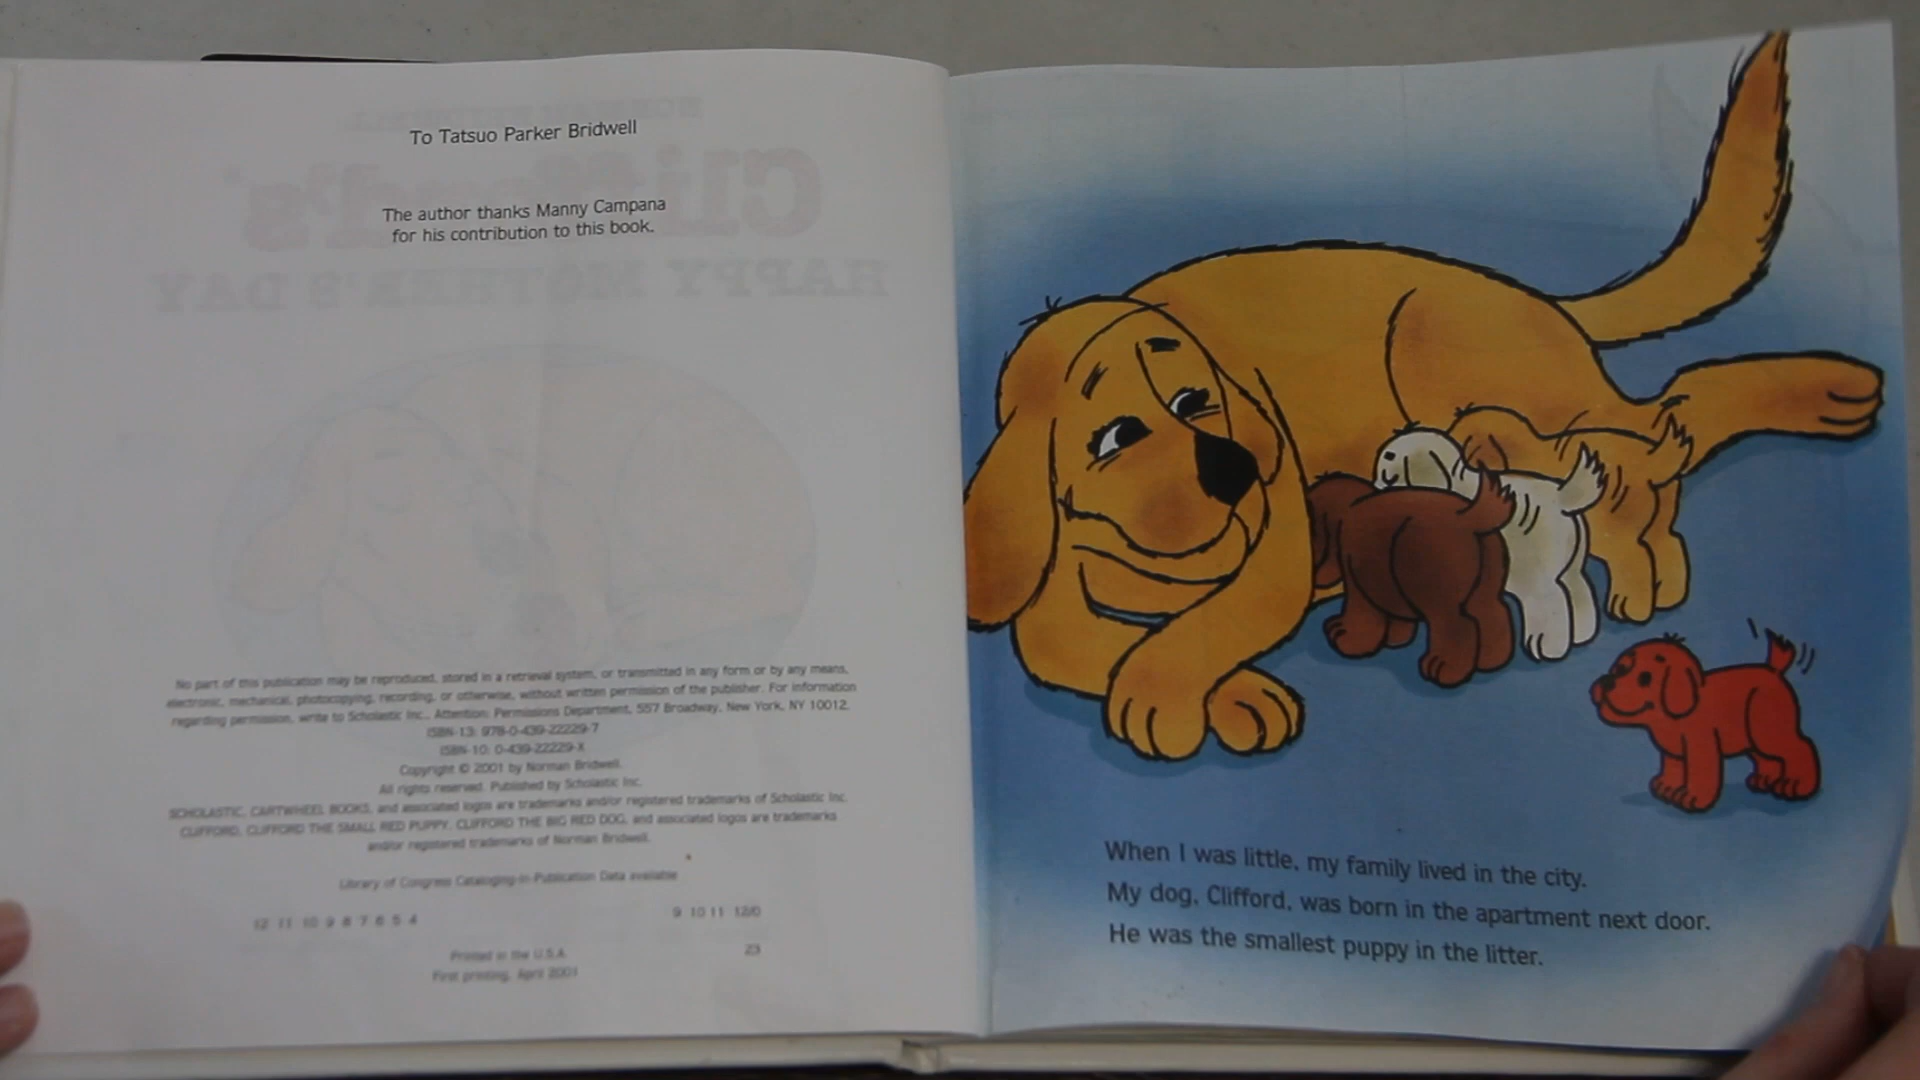 To Tatsuo Parker Bridwell
The author thanks Manny Campana
for his contribution to this book.
No part of this publication may be reproduced, stored in a retrieval system, or transmitted in any form or by any means,
electronic, mechanical, photocopying, recording, or otherwise, without written permission of the publisher. For information
regarding permission, write to Scholastic Inc., Attention: Permissions Department, 557 Broadway, New York, NY 10012.
ISBN-13: 978-0-439-22229-7
ISBN-10: 0-439-22229-X
Copyright © 2001 by Norman Bridwell.
All rights reserved. Published by Scholastic Inc.
SCHOLASTIC, CARTWHEEL BOOKS, and associated logos are trademarks and/or registered trademarks of Scholastic Inc.
CLIFFORD, CLIFFORD THE SMALL RED PUPPY, CLIFFORD THE BIG RED DOG, and associated logos are trademarks
and/or registered trademarks of Norman Bridwell.
Library of Congress Cataloging-in-Publication Data available
12 11 10 9 8 7 6 5 4 9 10 11 12/0
Printed in the U.S.A. 23
First printing, April 2001
When I was little, my family lived in the city.
My dog, Clifford, was born in the apartment next door.
He was the smallest puppy in the litter.